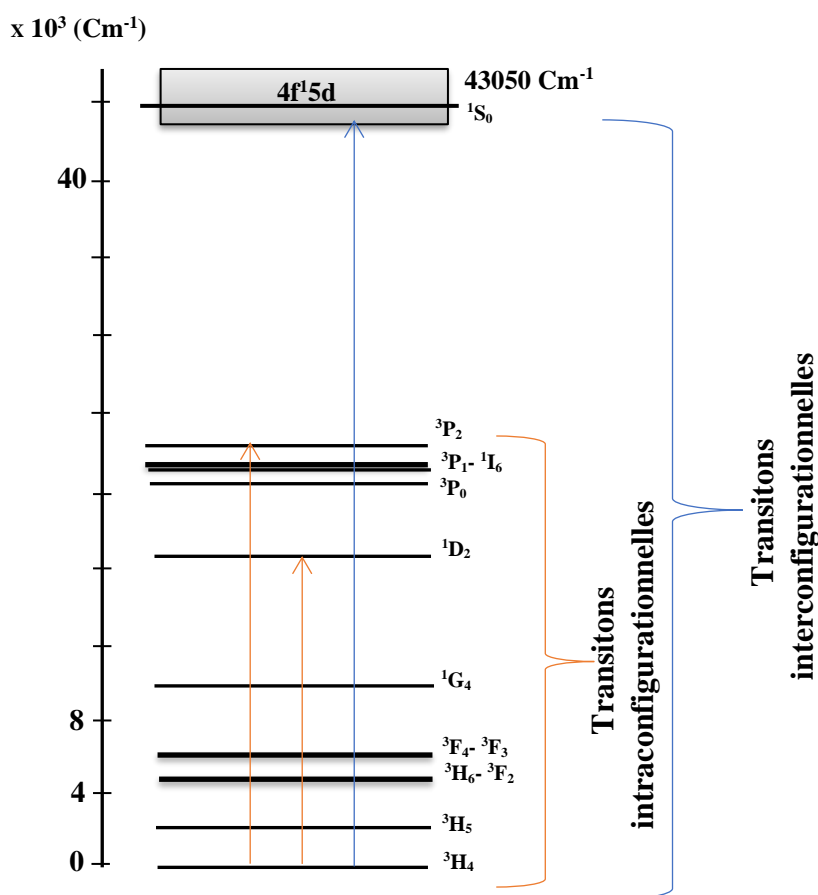 x 10³ (Cm⁻¹)
4f¹5d
43050 Cm⁻¹
¹S₀
40
³P₂
³P₁- ¹I₆
³P₀
¹D₂
¹G₄
8
³F₄- ³F₃
³H₆- ³F₂
4
³H₅
0
³H₄
Transitons
intraconfigurationnelles
Transitons
interconfigurationnelles